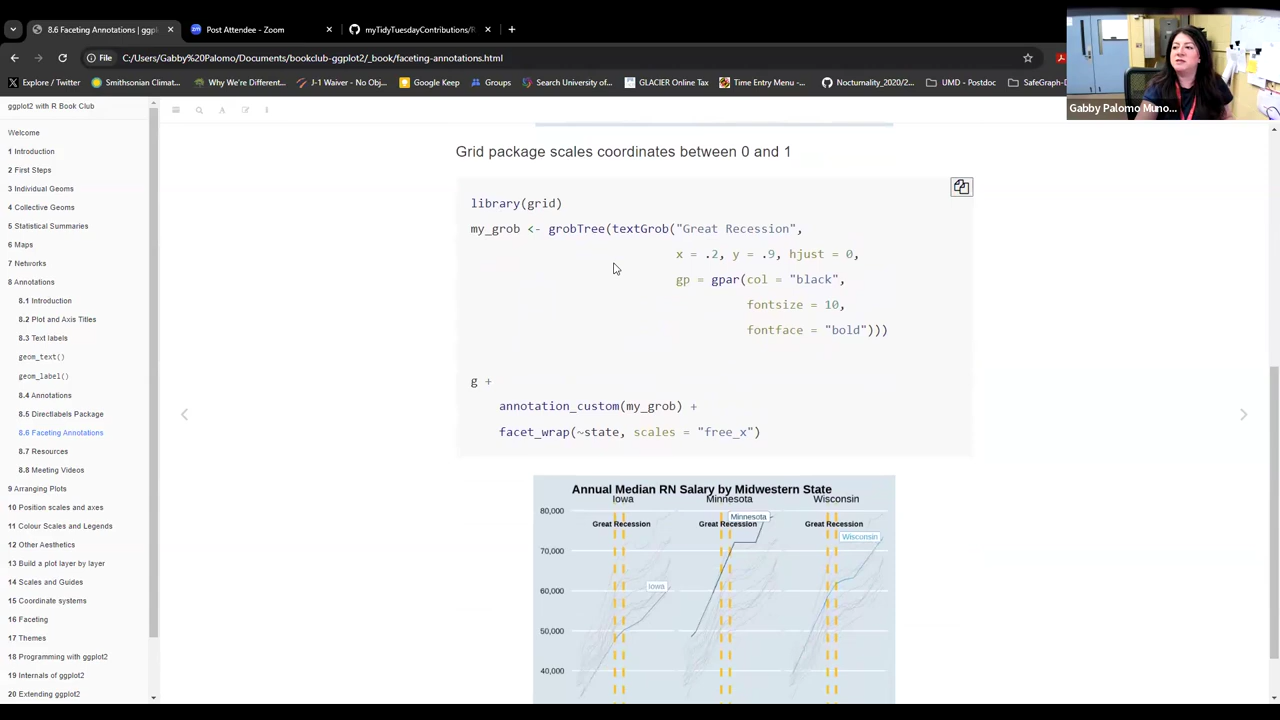 8.6 Faceting Annotations | ggpl
Post Attendee - Zoom
myTidyTuesdayContributions/R
File
C:/Users/Gabby%20Palomo/Documents/bookclub-ggplot2/_book/faceting-annotations.html
Explore / Twitter
Smithsonian Climat...
Why We're Different...
J-1 Waiver - No Obj...
Google Keep
Groups
Search University of...
GLACIER Online Tax
Time Entry Menu -...
Nocturnality_2020/2...
UMD - Postdoc
SafeGraph-D
Gabby Palomo Muno...
ggplot2 with R Book Club
Welcome
1 Introduction
2 First Steps
3 Individual Geoms
4 Collective Geoms
5 Statistical Summaries
6 Maps
7 Networks
8 Annotations
8.1 Introduction
8.2 Plot and Axis Titles
8.3 Text labels
geom_text()
geom_label()
8.4 Annotations
8.5 Directlabels Package
8.6 Faceting Annotations
8.7 Resources
8.8 Meeting Videos
9 Arranging Plots
10 Position scales and axes
11 Colour Scales and Legends
12 Other Aesthetics
13 Build a plot layer by layer
14 Scales and Guides
15 Coordinate systems
16 Faceting
17 Themes
18 Programming with ggplot2
19 Internals of ggplot2
20 Extending ggplot2
Grid package scales coordinates between 0 and 1
library(grid)
my_grob <- grobTree(textGrob("Great Recession",
x = .2, y = .9, hjust = 0,
gp = gpar(col = "black",
fontsize = 10,
fontface = "bold")))
g +
annotation_custom(my_grob) +
facet_wrap(~state, scales = "free_x")
Annual Median RN Salary by Midwestern State
Iowa Minnesota Wisconsin
80,000
Great Recession Great Recession Minnesota Great Recession
Wisconsin
70,000
Iowa
60,000
50,000
40,000